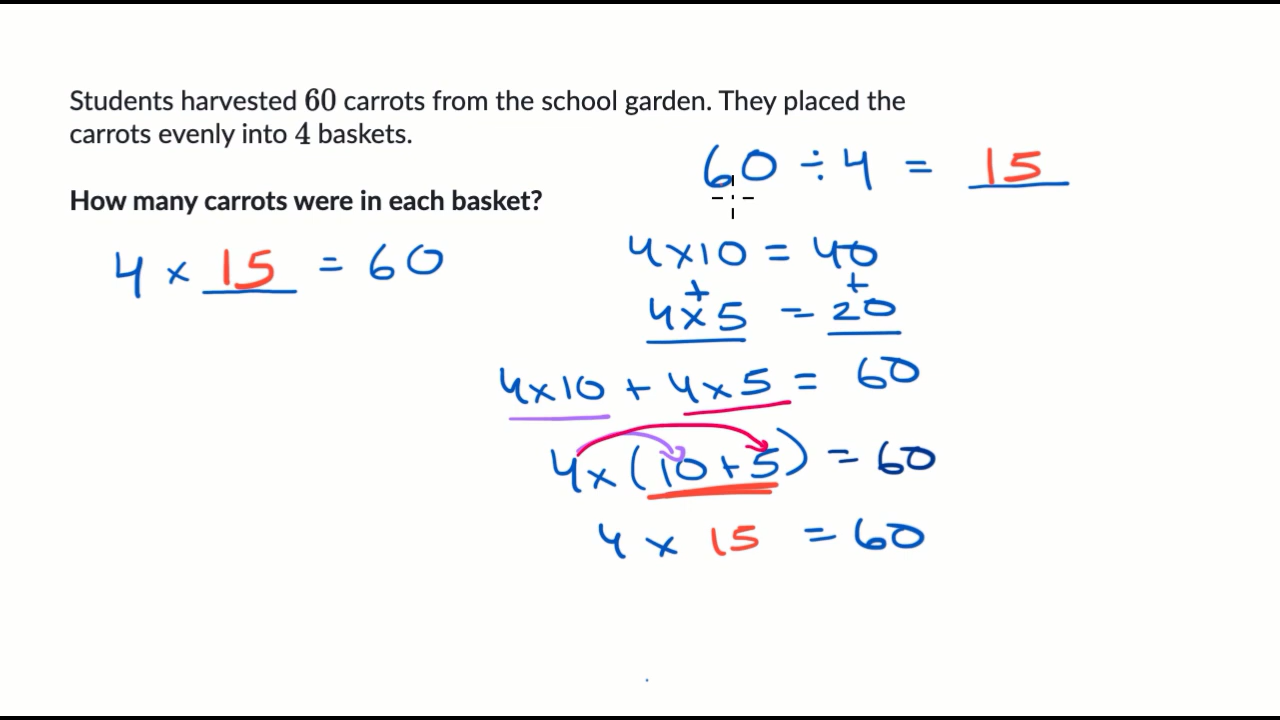 Students harvested 60 carrots from the school garden. They placed the
carrots evenly into 4 baskets.
60 ÷ 4 = 15
How many carrots were in each basket?
4 × 15 = 60
4×10 = 40
+ +
4×5 = 20
4×10 + 4×5 = 60
4×(10+5) = 60
4 × 15 = 60